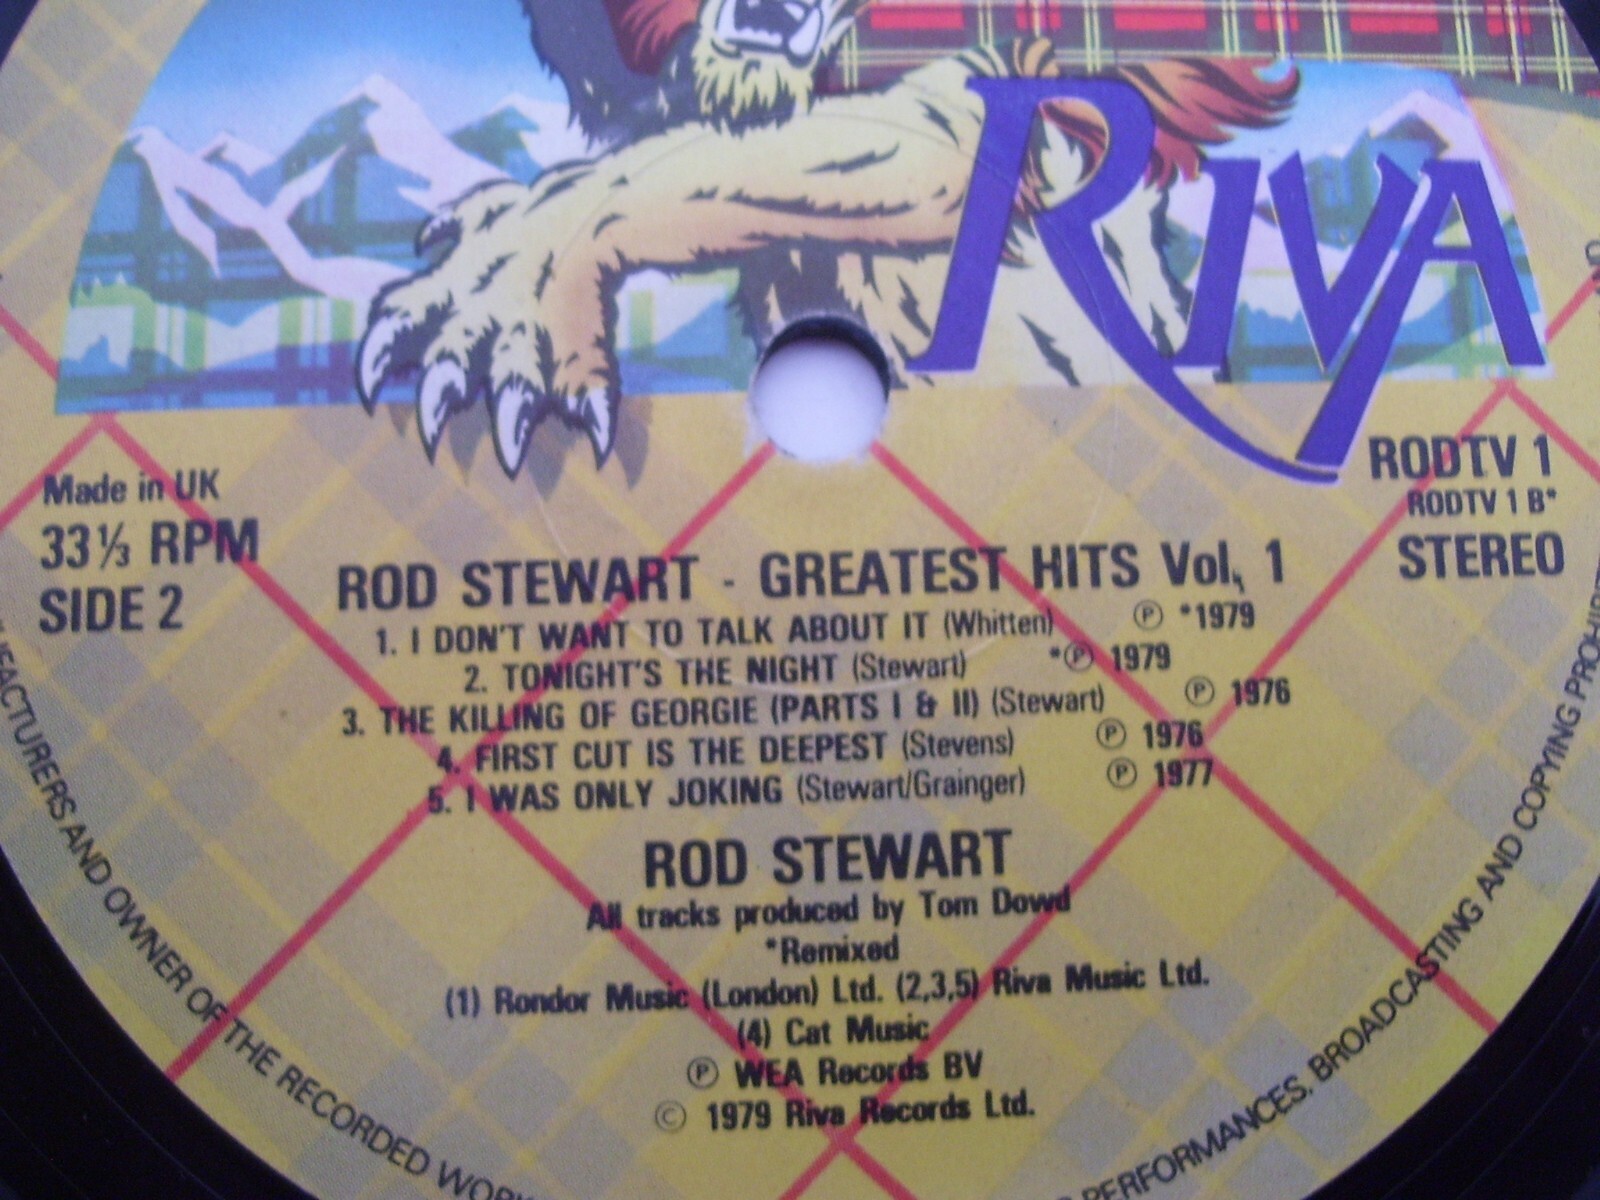 RIVA
Made in UK
33⅓ RPM
SIDE 2
RODTV 1
RODTV 1 B*
STEREO
ROD STEWART - GREATEST HITS Vol, 1
1. I DON'T WANT TO TALK ABOUT IT (Whitten) ℗ *1979
2. TONIGHT'S THE NIGHT (Stewart) *℗ 1979
3. THE KILLING OF GEORGIE (PARTS I & II) (Stewart) ℗ 1976
4. FIRST CUT IS THE DEEPEST (Stevens) ℗ 1976
5. I WAS ONLY JOKING (Stewart/Grainger) ℗ 1977
ROD STEWART
All tracks produced by Tom Dowd
*Remixed
(1) Rondor Music (London) Ltd. (2,3,5) Riva Music Ltd.
(4) Cat Music
℗ WEA Records BV
© 1979 Riva Records Ltd.
AND OWNER OF THE RECORDED
PERFORMANCES. BROADCASTING AND COPYING